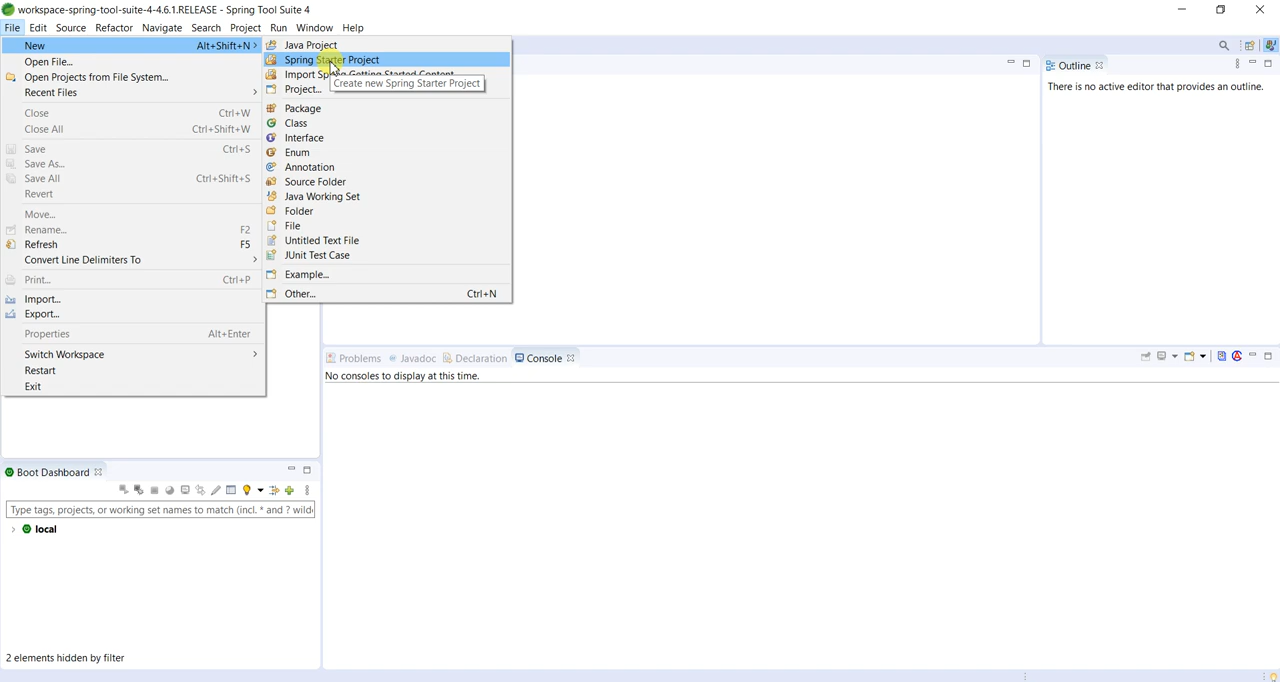 workspace-spring-tool-suite-4-4.6.1.RELEASE - Spring Tool Suite 4
File Edit Source Refactor Navigate Search Project Run Window Help
New Alt+Shift+N >
Open File...
Open Projects from File System...
Recent Files >
Close Ctrl+W
Close All Ctrl+Shift+W
Save Ctrl+S
Save As...
Save All Ctrl+Shift+S
Revert
Move...
Rename... F2
Refresh F5
Convert Line Delimiters To >
Print... Ctrl+P
Import...
Export...
Properties Alt+Enter
Switch Workspace >
Restart
Exit
Java Project
Spring Starter Project
Import Spring Getting Started Content
Create new Spring Starter Project
Project...
Package
Class
Interface
Enum
Annotation
Source Folder
Java Working Set
Folder
File
Untitled Text File
JUnit Test Case
Example...
Other... Ctrl+N
Outline
There is no active editor that provides an outline.
Problems Javadoc Declaration Console
No consoles to display at this time.
Boot Dashboard
Type tags, projects, or working set names to match (incl. * and ? wild
> local
2 elements hidden by filter